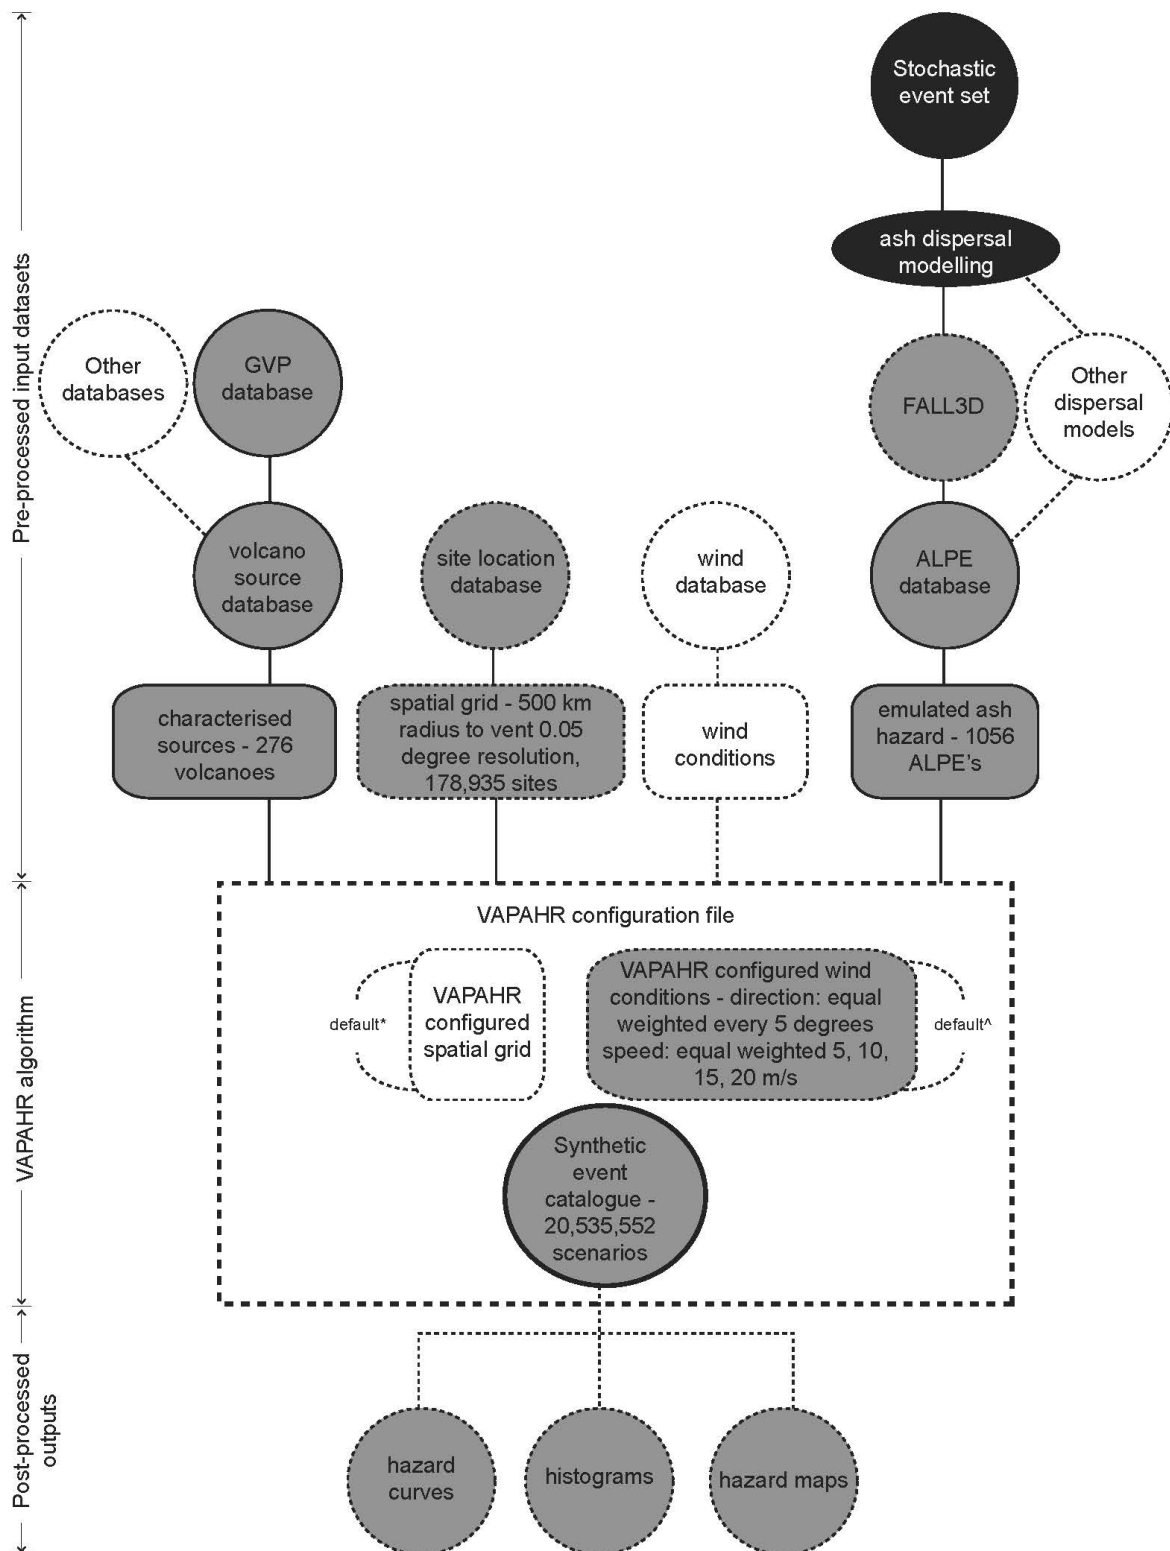 Stochastic
event set
ash dispersal
modelling
Pre-processed input datasets
Other
databases
GVP
database
FALL3D
Other
dispersal
models
volcano
source
database
site location
database
wind
database
ALPE
database
characterised
sources - 276
volcanoes
spatial grid - 500 km
radius to vent 0.05
degree resolution,
178,935 sites
wind
conditions
emulated ash
hazard - 1056
ALPE's
VAPAHR algorithm
VAPAHR configuration file
default*
VAPAHR
configured
spatial grid
VAPAHR configured wind
conditions - direction: equal
weighted every 5 degrees
speed: equal weighted 5, 10,
15, 20 m/s
default^
Synthetic
event
catalogue -
20,535,552
scenarios
Post-processed
outputs
hazard
curves
histograms
hazard maps